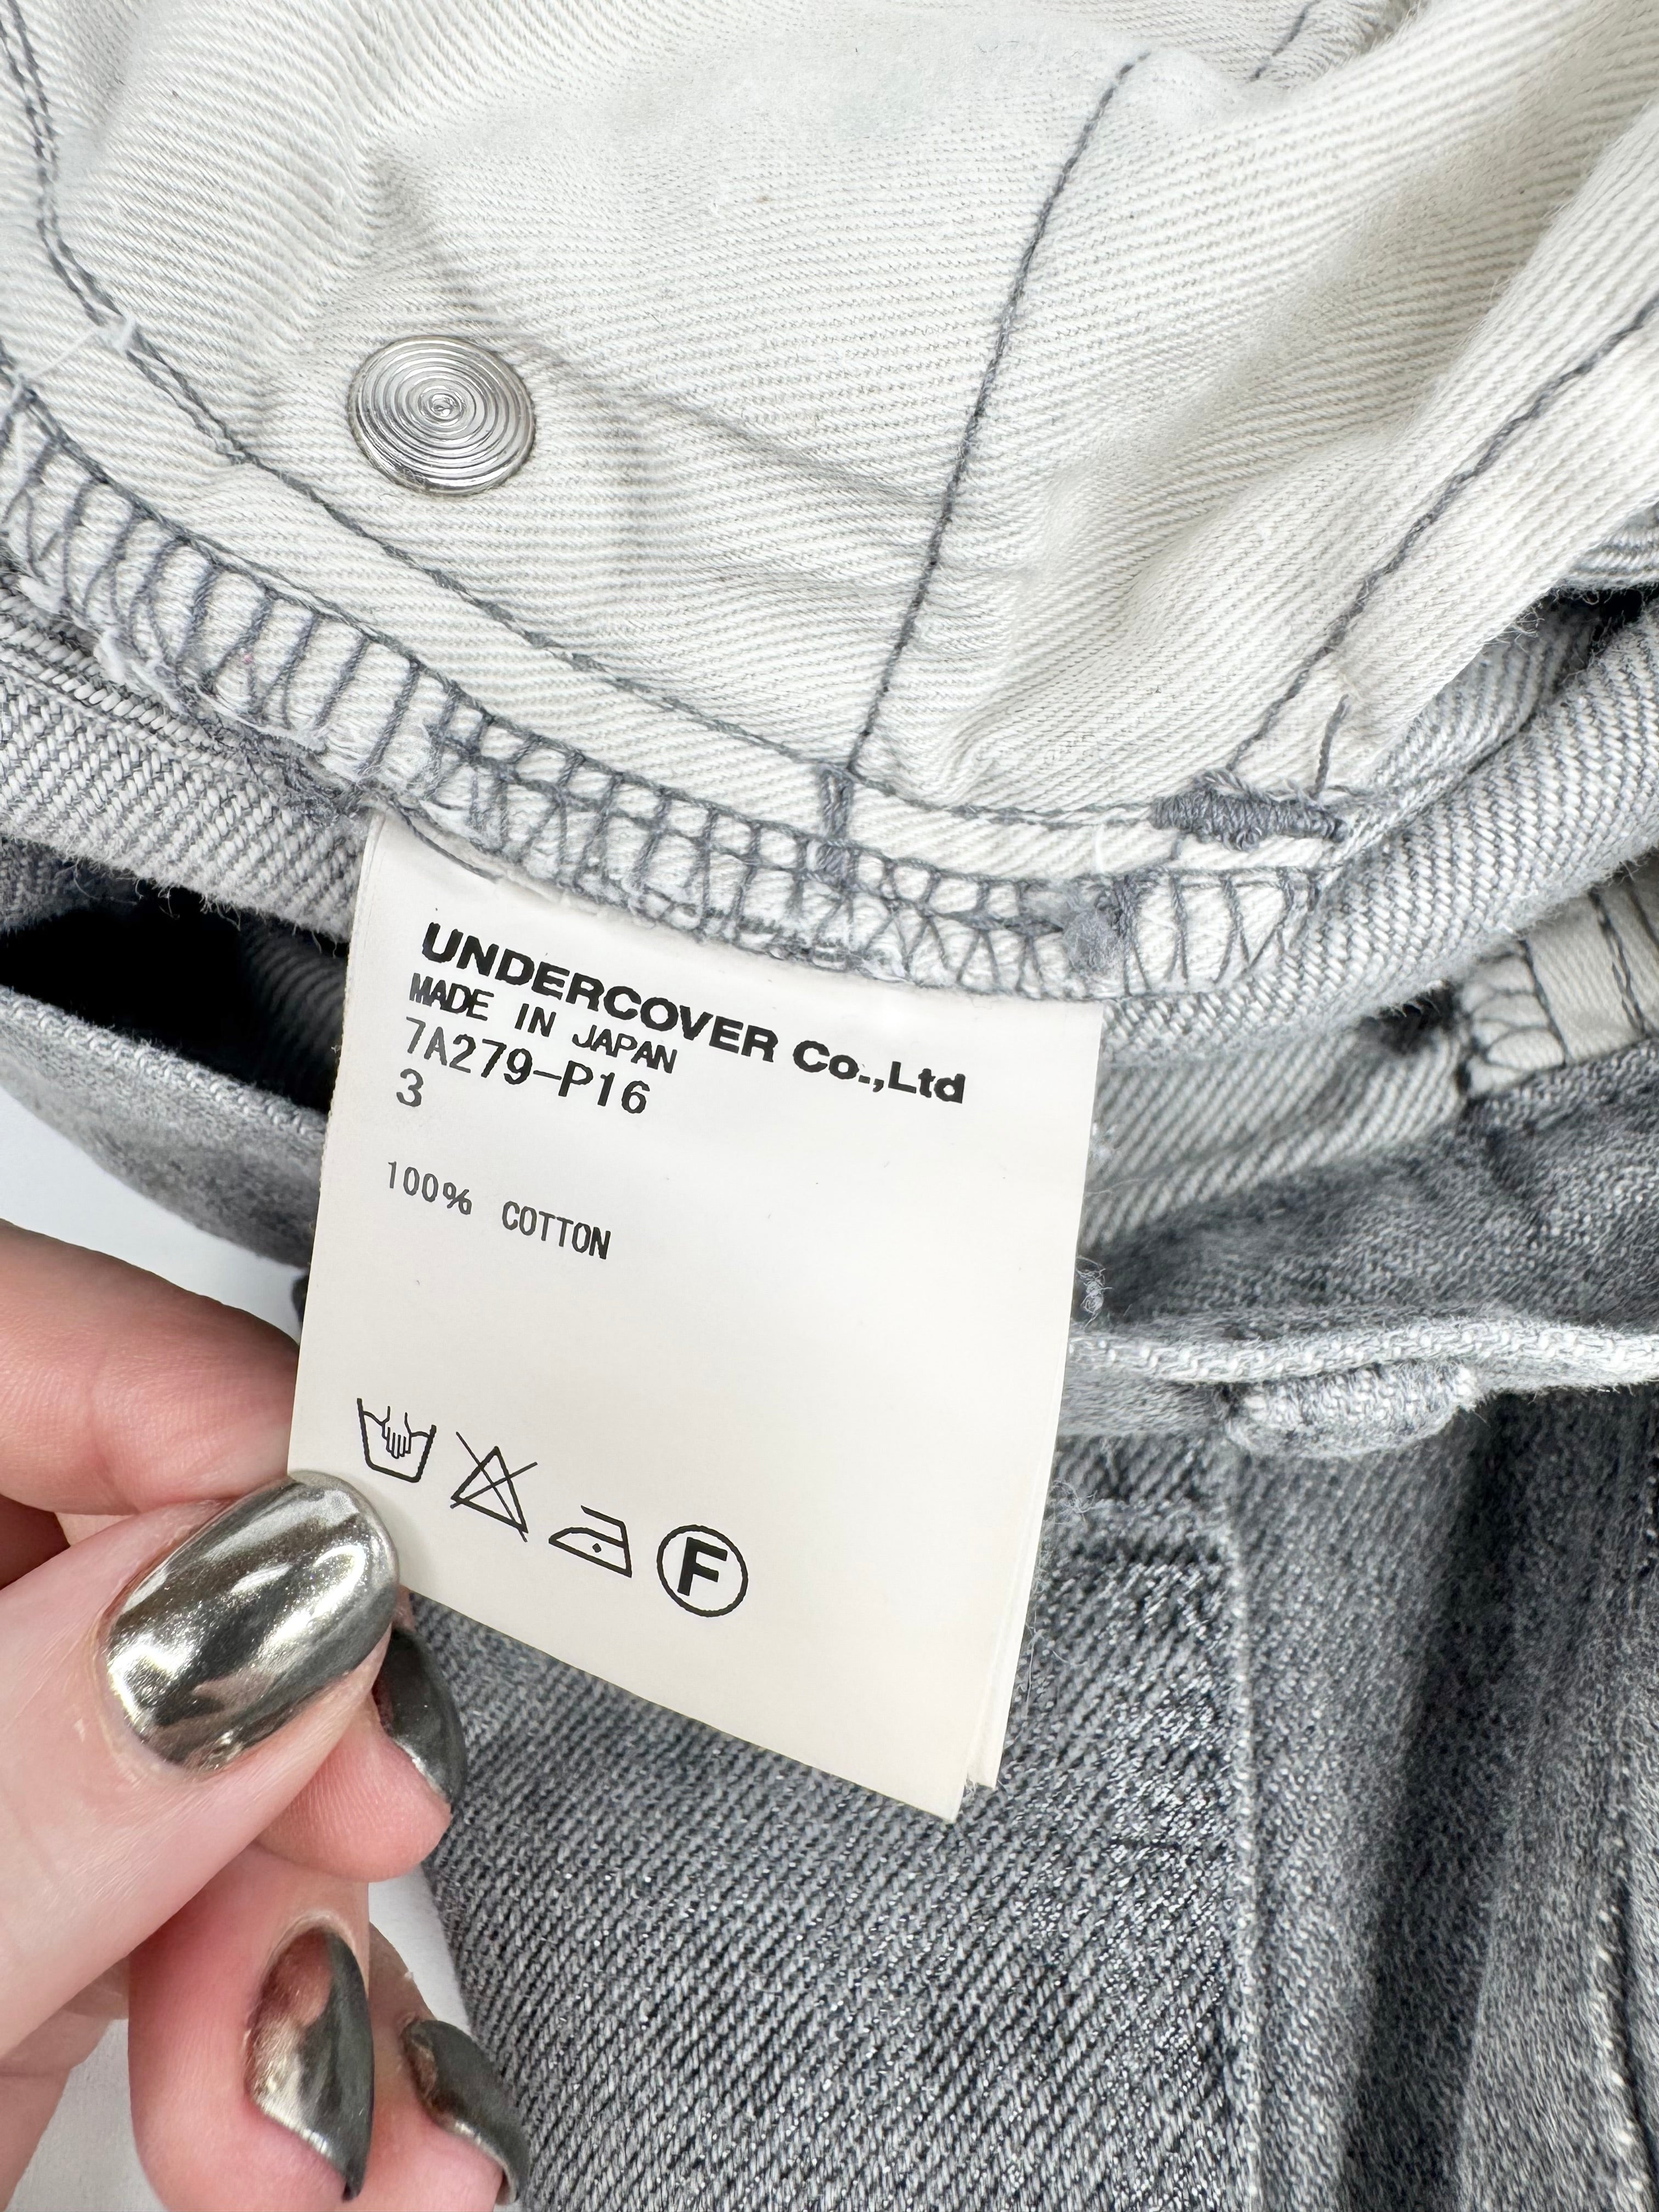 UNDERCOVER Co.,Ltd
MADE IN JAPAN
7A279-P16
3
100% COTTON
F